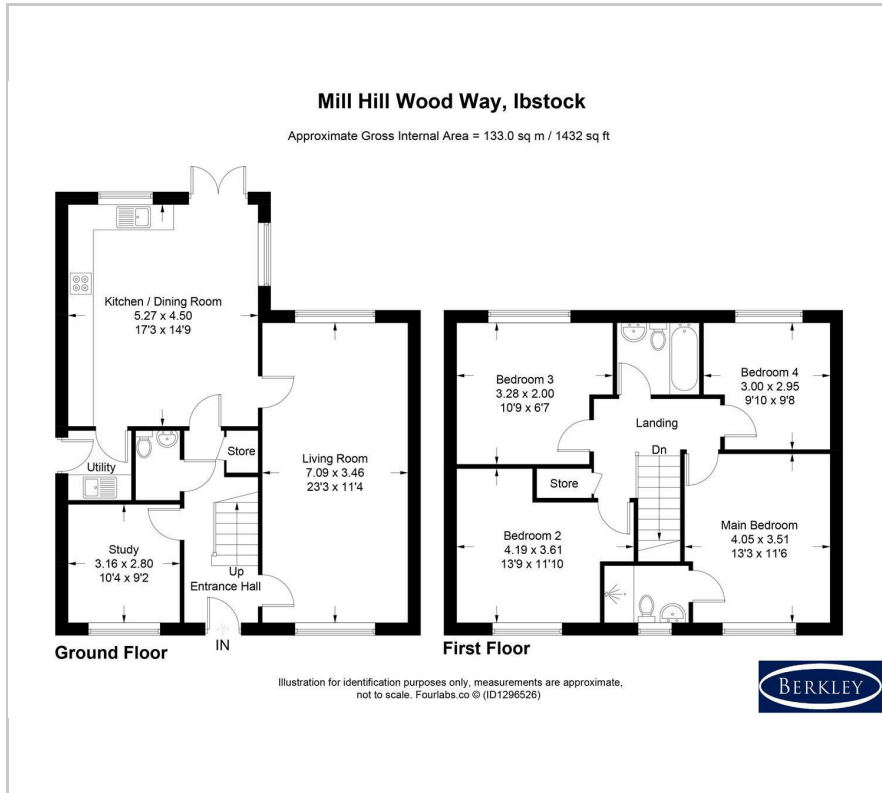 Mill Hill Wood Way, Ibstock
Approximate Gross Internal Area = 133.0 sq m / 1432 sq ft
Kitchen / Dining Room
5.27 x 4.50
17'3 x 14'9
Utility
Store
Living Room
7.09 x 3.46
23'3 x 11'4
Study
3.16 x 2.80
10'4 x 9'2
Up
Entrance Hall
IN
Ground Floor
Bedroom 3
3.28 x 2.00
10'9 x 6'7
Bedroom 4
3.00 x 2.95
9'10 x 9'8
Landing
Dn
Store
Bedroom 2
4.19 x 3.61
13'9 x 11'10
Main Bedroom
4.05 x 3.51
13'3 x 11'6
First Floor
Illustration for identification purposes only, measurements are approximate,
not to scale. Fourlabs.co © (ID1296526)
BERKLEY